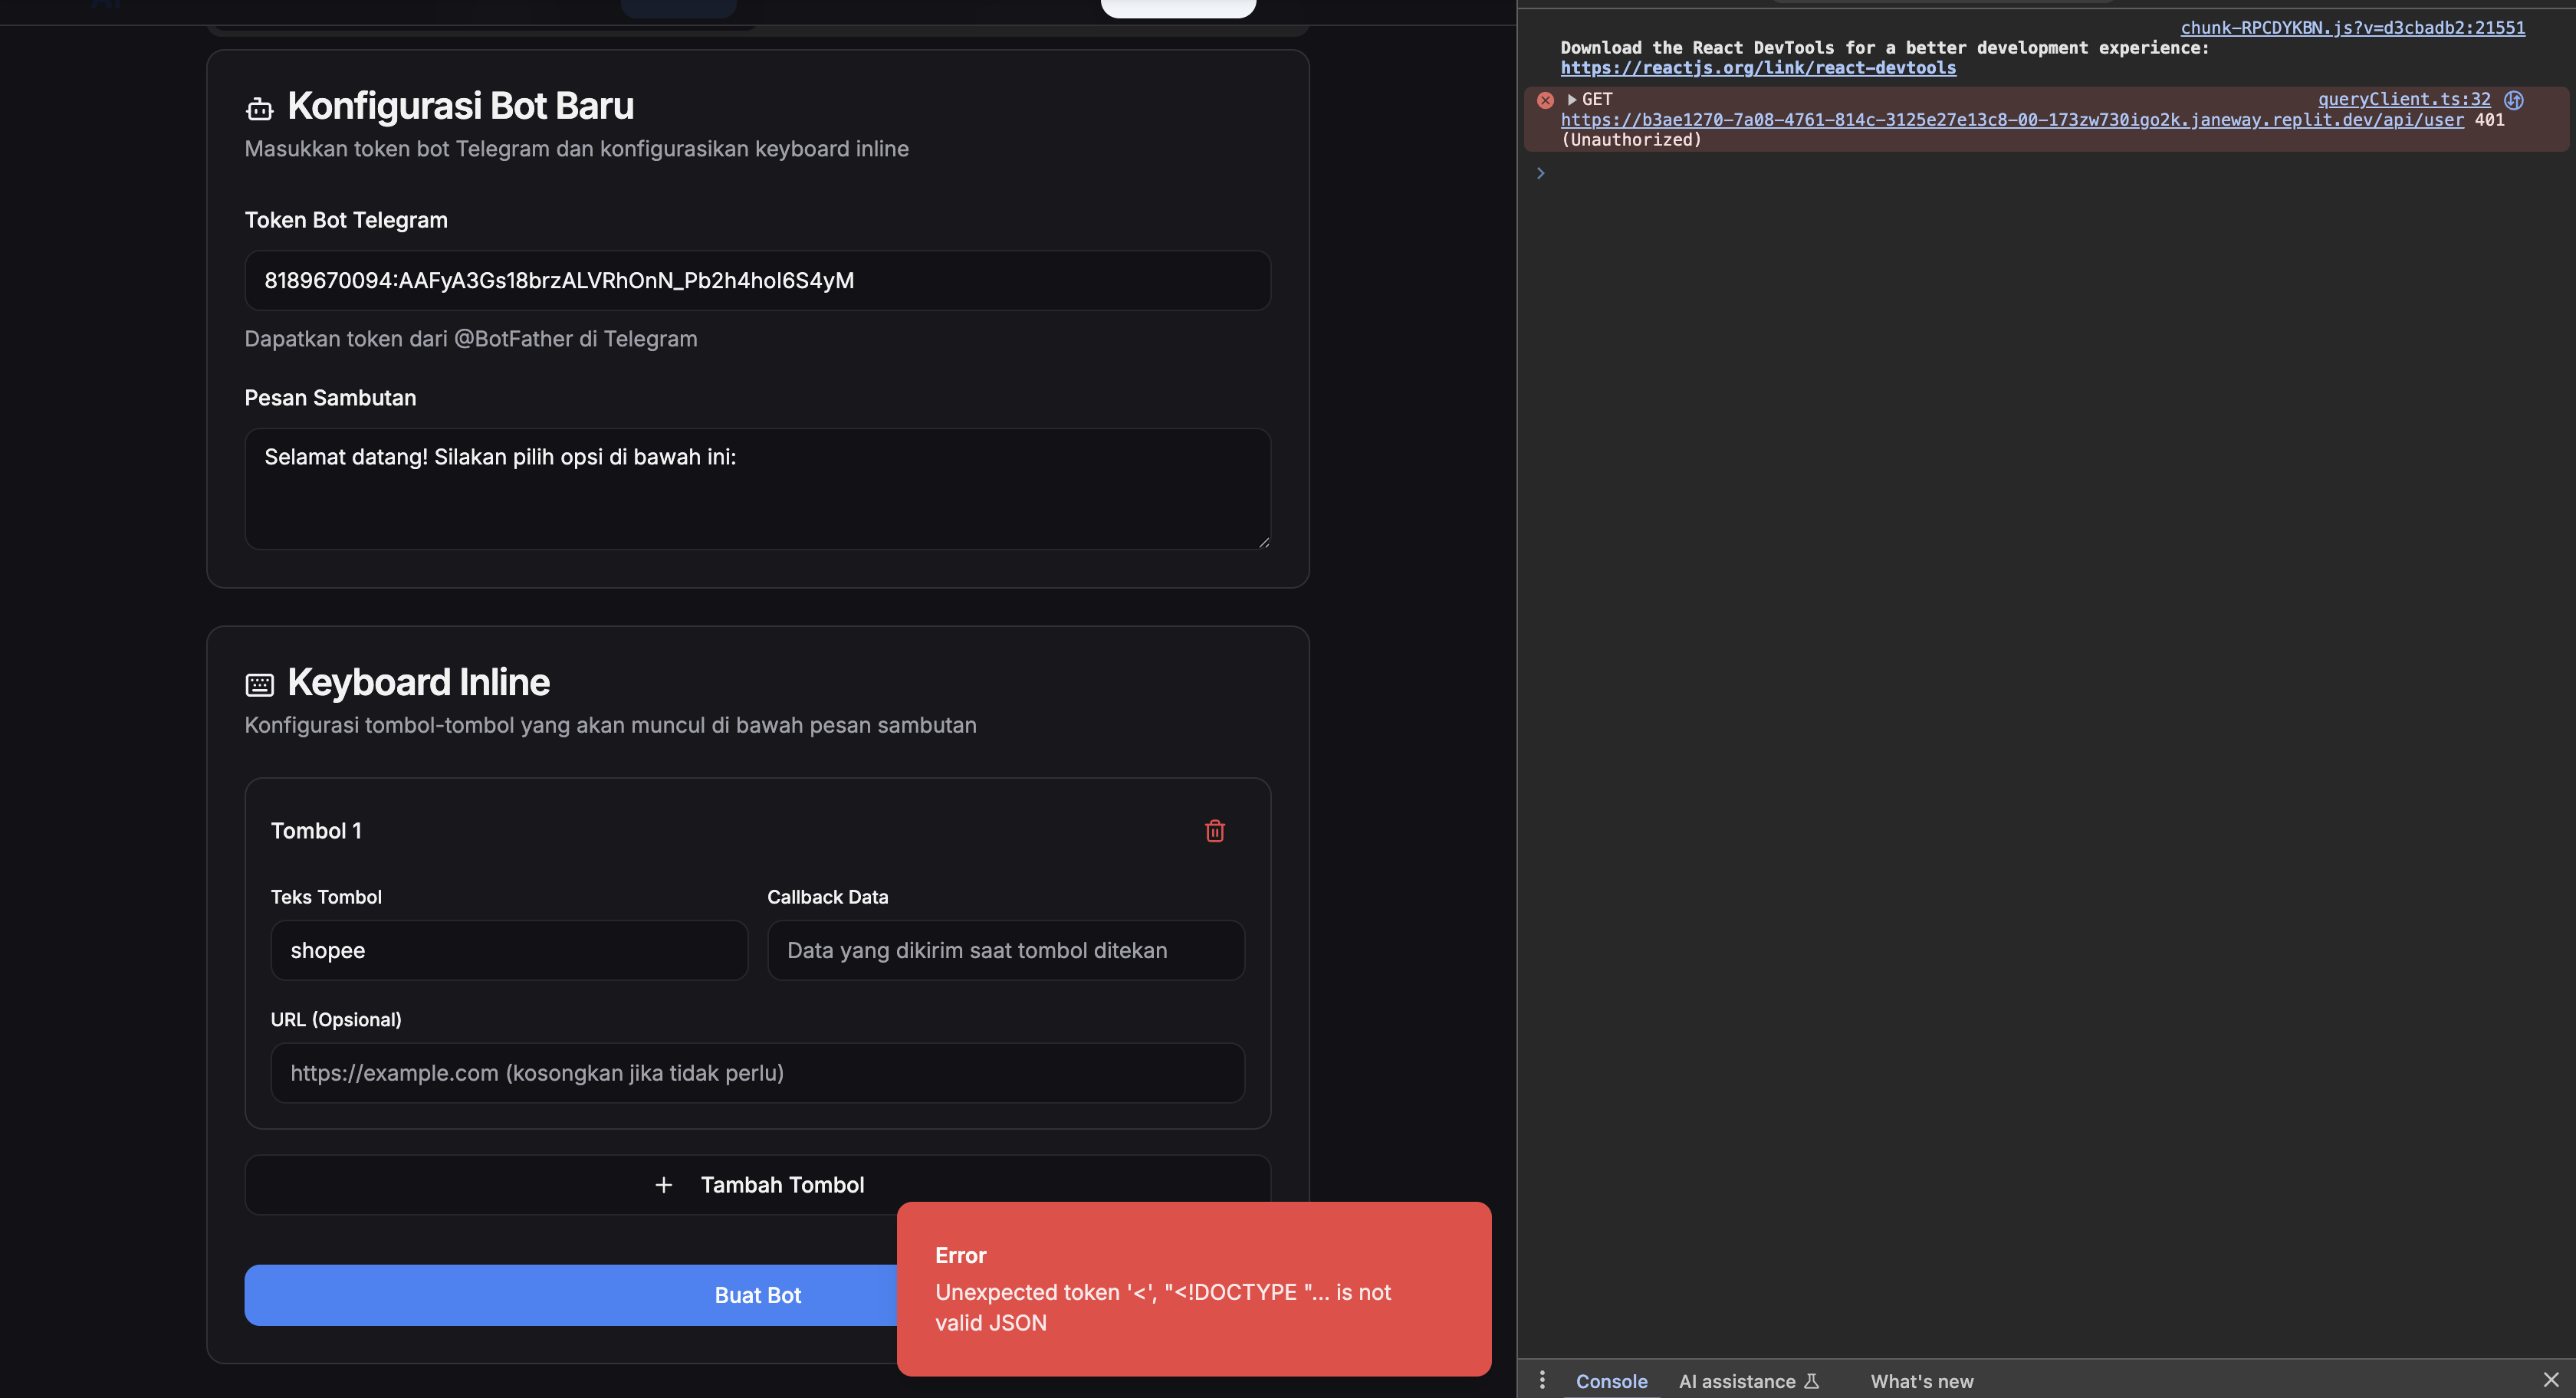 Konfigurasi Bot Baru
Masukkan token bot Telegram dan konfigurasikan keyboard inline
Token Bot Telegram
8189670094:AAFyA3Gs18brzALVRhOnN_Pb2h4hol6S4yM
Dapatkan token dari @BotFather di Telegram
Pesan Sambutan
Selamat datang! Silakan pilih opsi di bawah ini:
Keyboard Inline
Konfigurasi tombol-tombol yang akan muncul di bawah pesan sambutan
Tombol 1
Teks Tombol
Callback Data
shopee
Data yang dikirim saat tombol ditekan
URL (Opsional)
https://example.com (kosongkan jika tidak perlu)
+ Tambah Tombol
Buat Bot
Error
Unexpected token '<', "<!DOCTYPE "... is not
valid JSON
chunk-RPCDYKBN.js?v=d3cbadb2:21551
Download the React DevTools for a better development experience:
https://reactjs.org/link/react-devtools
GET queryClient.ts:32
https://b3ae1270-7a08-4761-814c-3125e27e13c8-00-173zw730igo2k.janeway.replit.dev/api/user 401
(Unauthorized)
Console AI assistance What's new